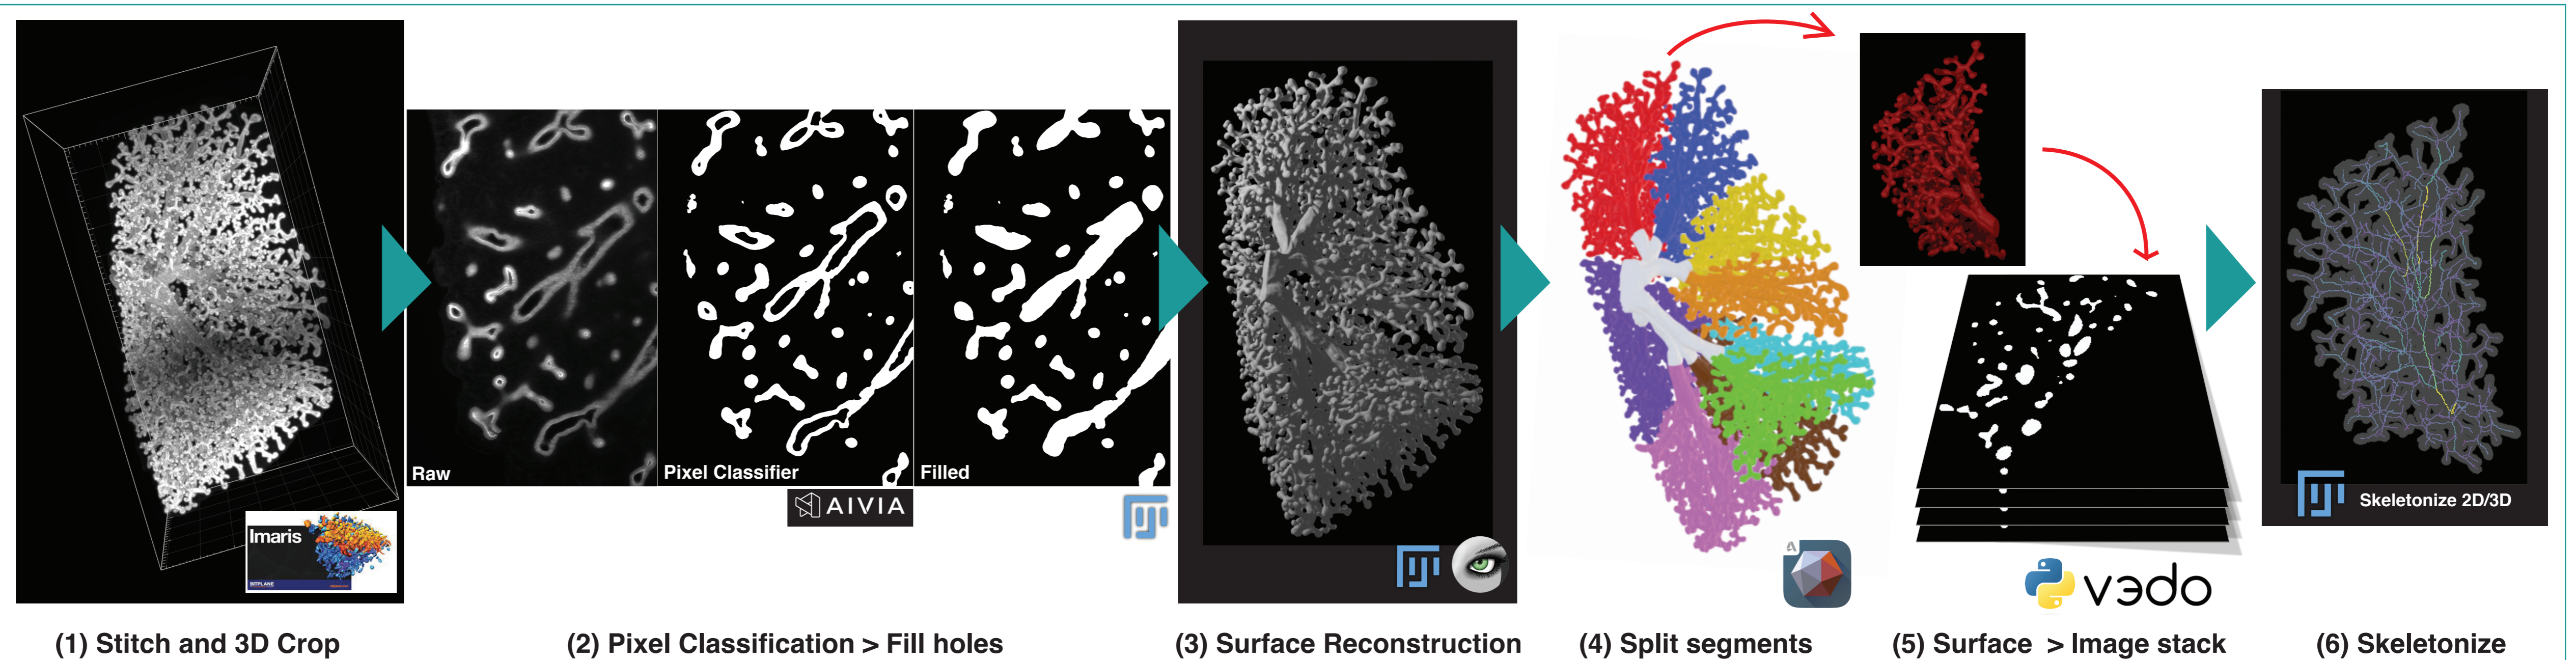 Imaris
BITPLANE
Raw
Pixel Classifier
Filled
AIVIA
A
vedo
Skeletonize 2D/3D
(1) Stitch and 3D Crop
(2) Pixel Classification > Fill holes
(3) Surface Reconstruction
(4) Split segments
(5) Surface > Image stack
(6) Skeletonize